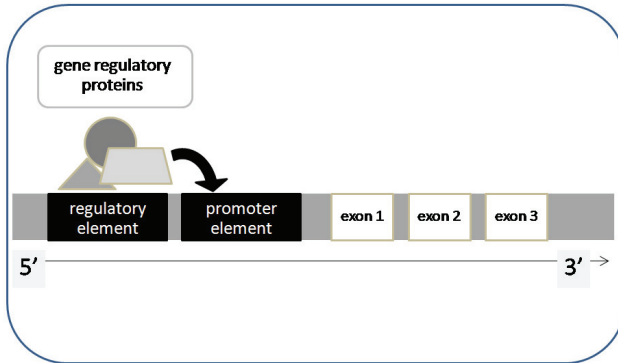 gene regulatory
proteins
regulatory
element
promoter
element
exon 1
exon 2
exon 3
5′
3′